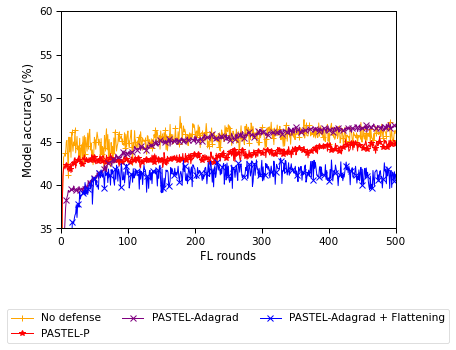 60
55
50
45
40
35
Model accuracy (%)
0 100 200 300 400 500
FL rounds
No defense
PASTEL-P
PASTEL-Adagrad
PASTEL-Adagrad + Flattening